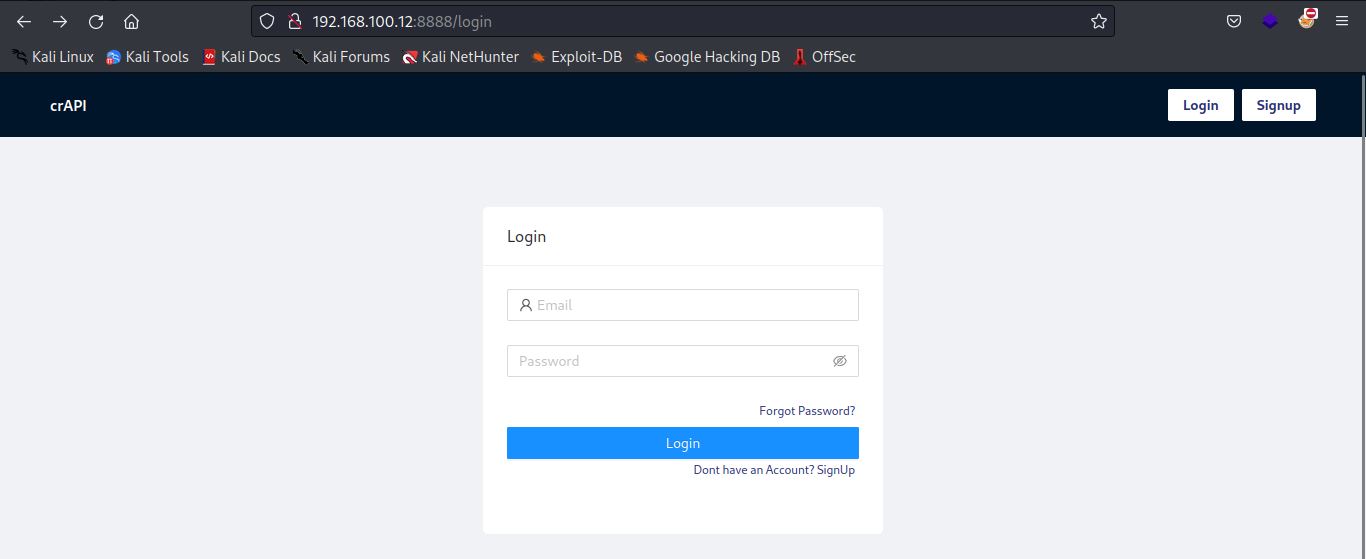 192.168.100.12:8888/login
Kali Linux Kali Tools Kali Docs Kali Forums Kali NetHunter Exploit-DB Google Hacking DB OffSec
crAPI Login Signup
Login
Email
Password
Forgot Password?
Login
Dont have an Account? SignUp